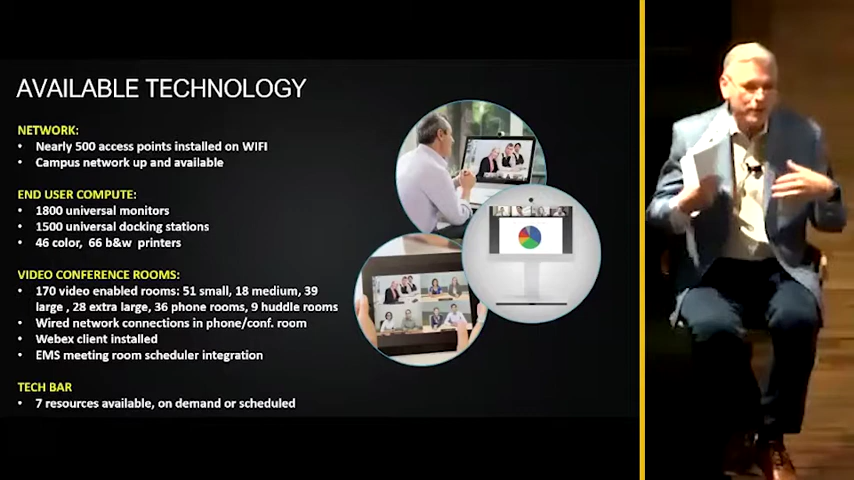 AVAILABLE TECHNOLOGY
NETWORK:
• Nearly 500 access points installed on WIFI
• Campus network up and available
END USER COMPUTE:
• 1800 universal monitors
• 1500 universal docking stations
• 46 color, 66 b&w printers
VIDEO CONFERENCE ROOMS:
• 170 video enabled rooms: 51 small, 18 medium, 39
large , 28 extra large, 36 phone rooms, 9 huddle rooms
• Wired network connections in phone/conf. room
• Webex client installed
• EMS meeting room scheduler integration
TECH BAR
• 7 resources available, on demand or scheduled